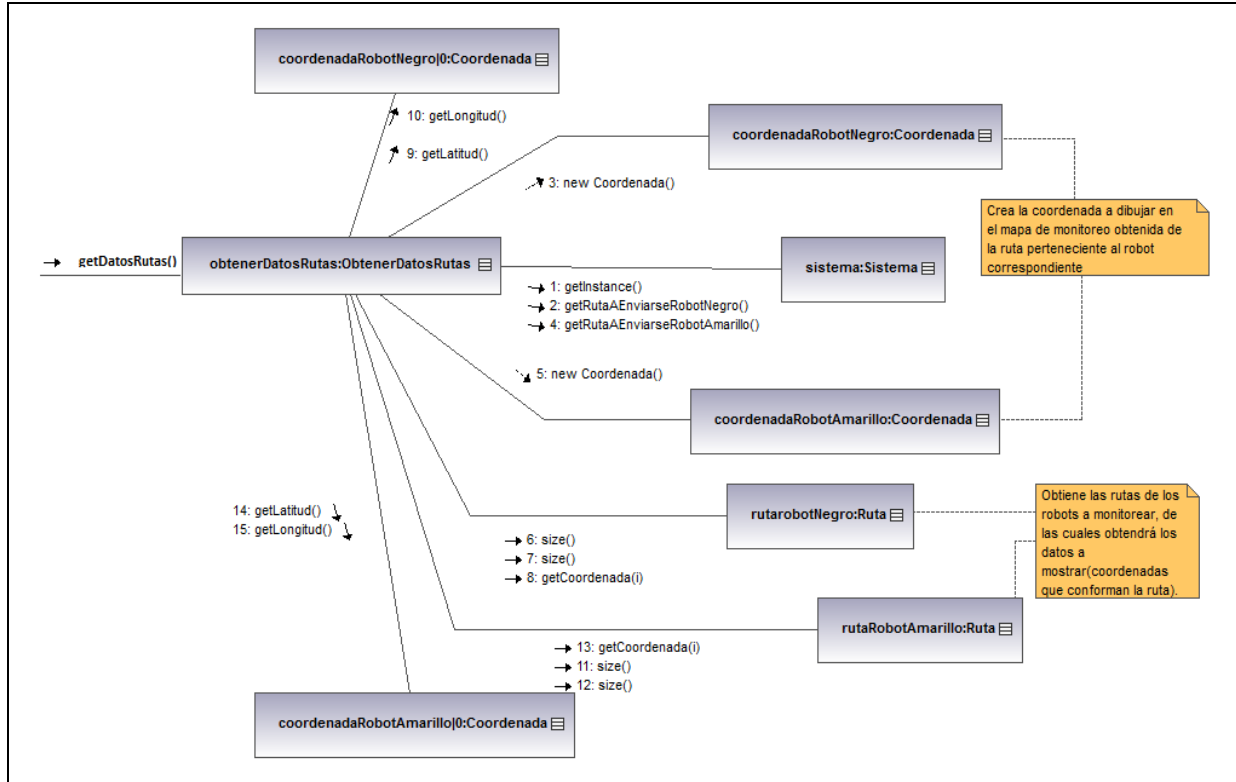 coordenadaRobotNegro|0:Coordenada
10: getLongitud()
9: getLatitud()
coordenadaRobotNegro:Coordenada
3: new Coordenada()
Crea la coordenada a dibujar en
el mapa de monitoreo obtenida de
la ruta perteneciente al robot
correspondiente
getDatosRutas()
obtenerDatosRutas:ObtenerDatosRutas
sistema:Sistema
1: getInstance()
2: getRutaAEnviarseRobotNegro()
4: getRutaAEnviarseRobotAmarillo()
5: new Coordenada()
coordenadaRobotAmarillo:Coordenada
14: getLatitud()
15: getLongitud()
rutarobotNegro:Ruta
6: size()
7: size()
8: getCoordenada(i)
Obtiene las rutas de los
robots a monitorear, de
las cuales obtendrá los
datos a
mostrar(coordenadas
que conforman la ruta).
rutaRobotAmarillo:Ruta
13: getCoordenada(i)
11: size()
12: size()
coordenadaRobotAmarillo|0:Coordenada